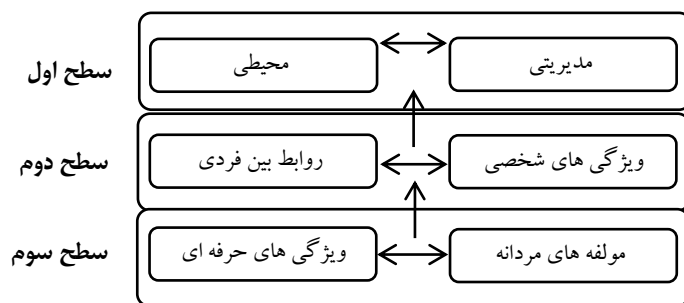 سطح اول
مدیریتی
محیطی
سطح دوم
ویژگی های شخصی
روابط بین فردی
سطح سوم
مولفه های مردانه
ویژگی های حرفه ای